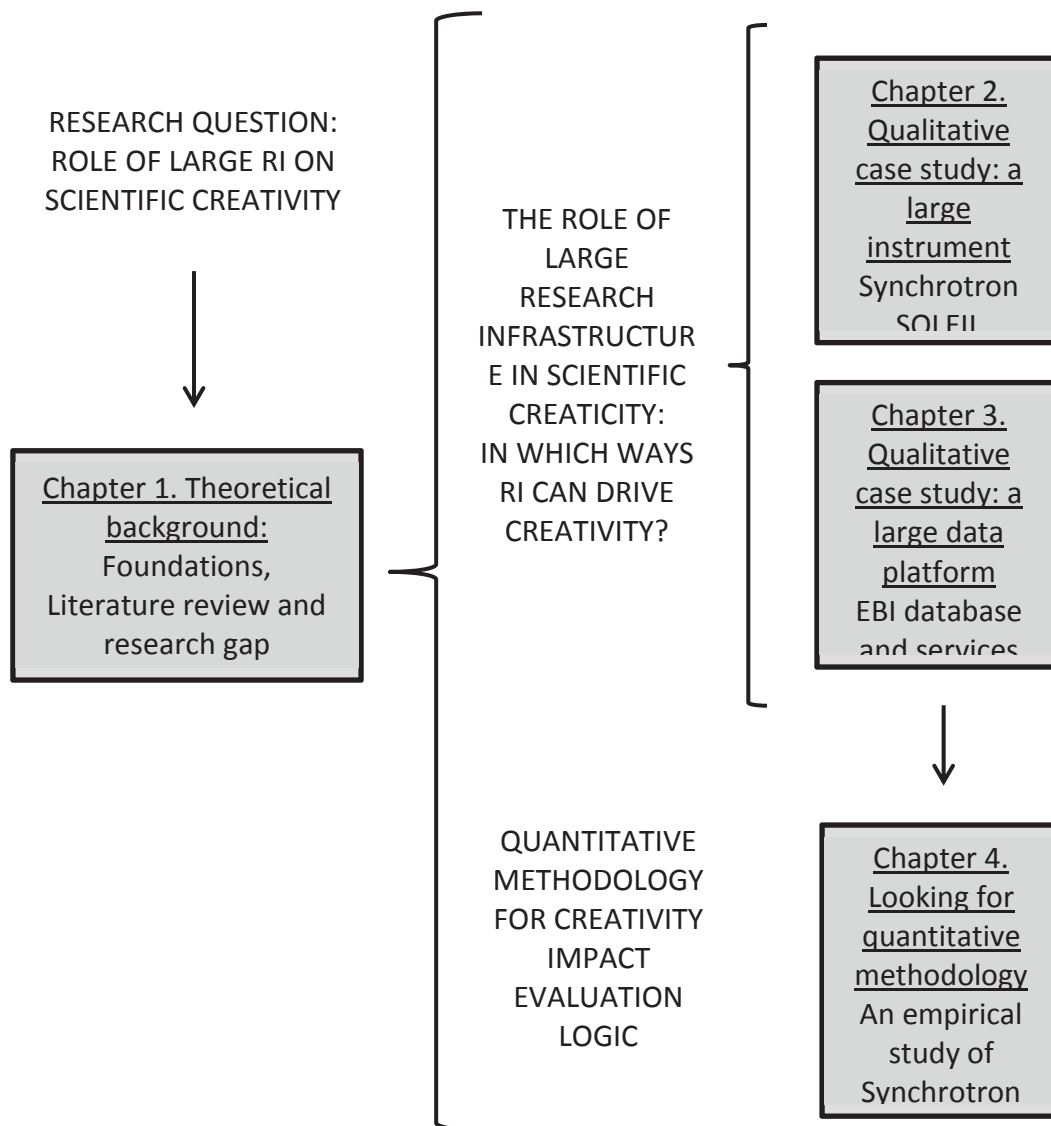 RESEARCH QUESTION:
ROLE OF LARGE RI ON
SCIENTIFIC CREATIVITY
Chapter 1. Theoretical
background:
Foundations,
Literature review and
research gap
THE ROLE OF
LARGE
RESEARCH
INFRASTRUCTUR
E IN SCIENTIFIC
CREATICITY:
IN WHICH WAYS
RI CAN DRIVE
CREATIVITY?
QUANTITATIVE
METHODOLOGY
FOR CREATIVITY
IMPACT
EVALUATION
LOGIC
Chapter 2.
Qualitative
case study: a
large
instrument
Synchrotron
SOLEIL
Chapter 3.
Qualitative
case study: a
large data
platform
EBI database
and services
Chapter 4.
Looking for
quantitative
methodology
An empirical
study of
Synchrotron